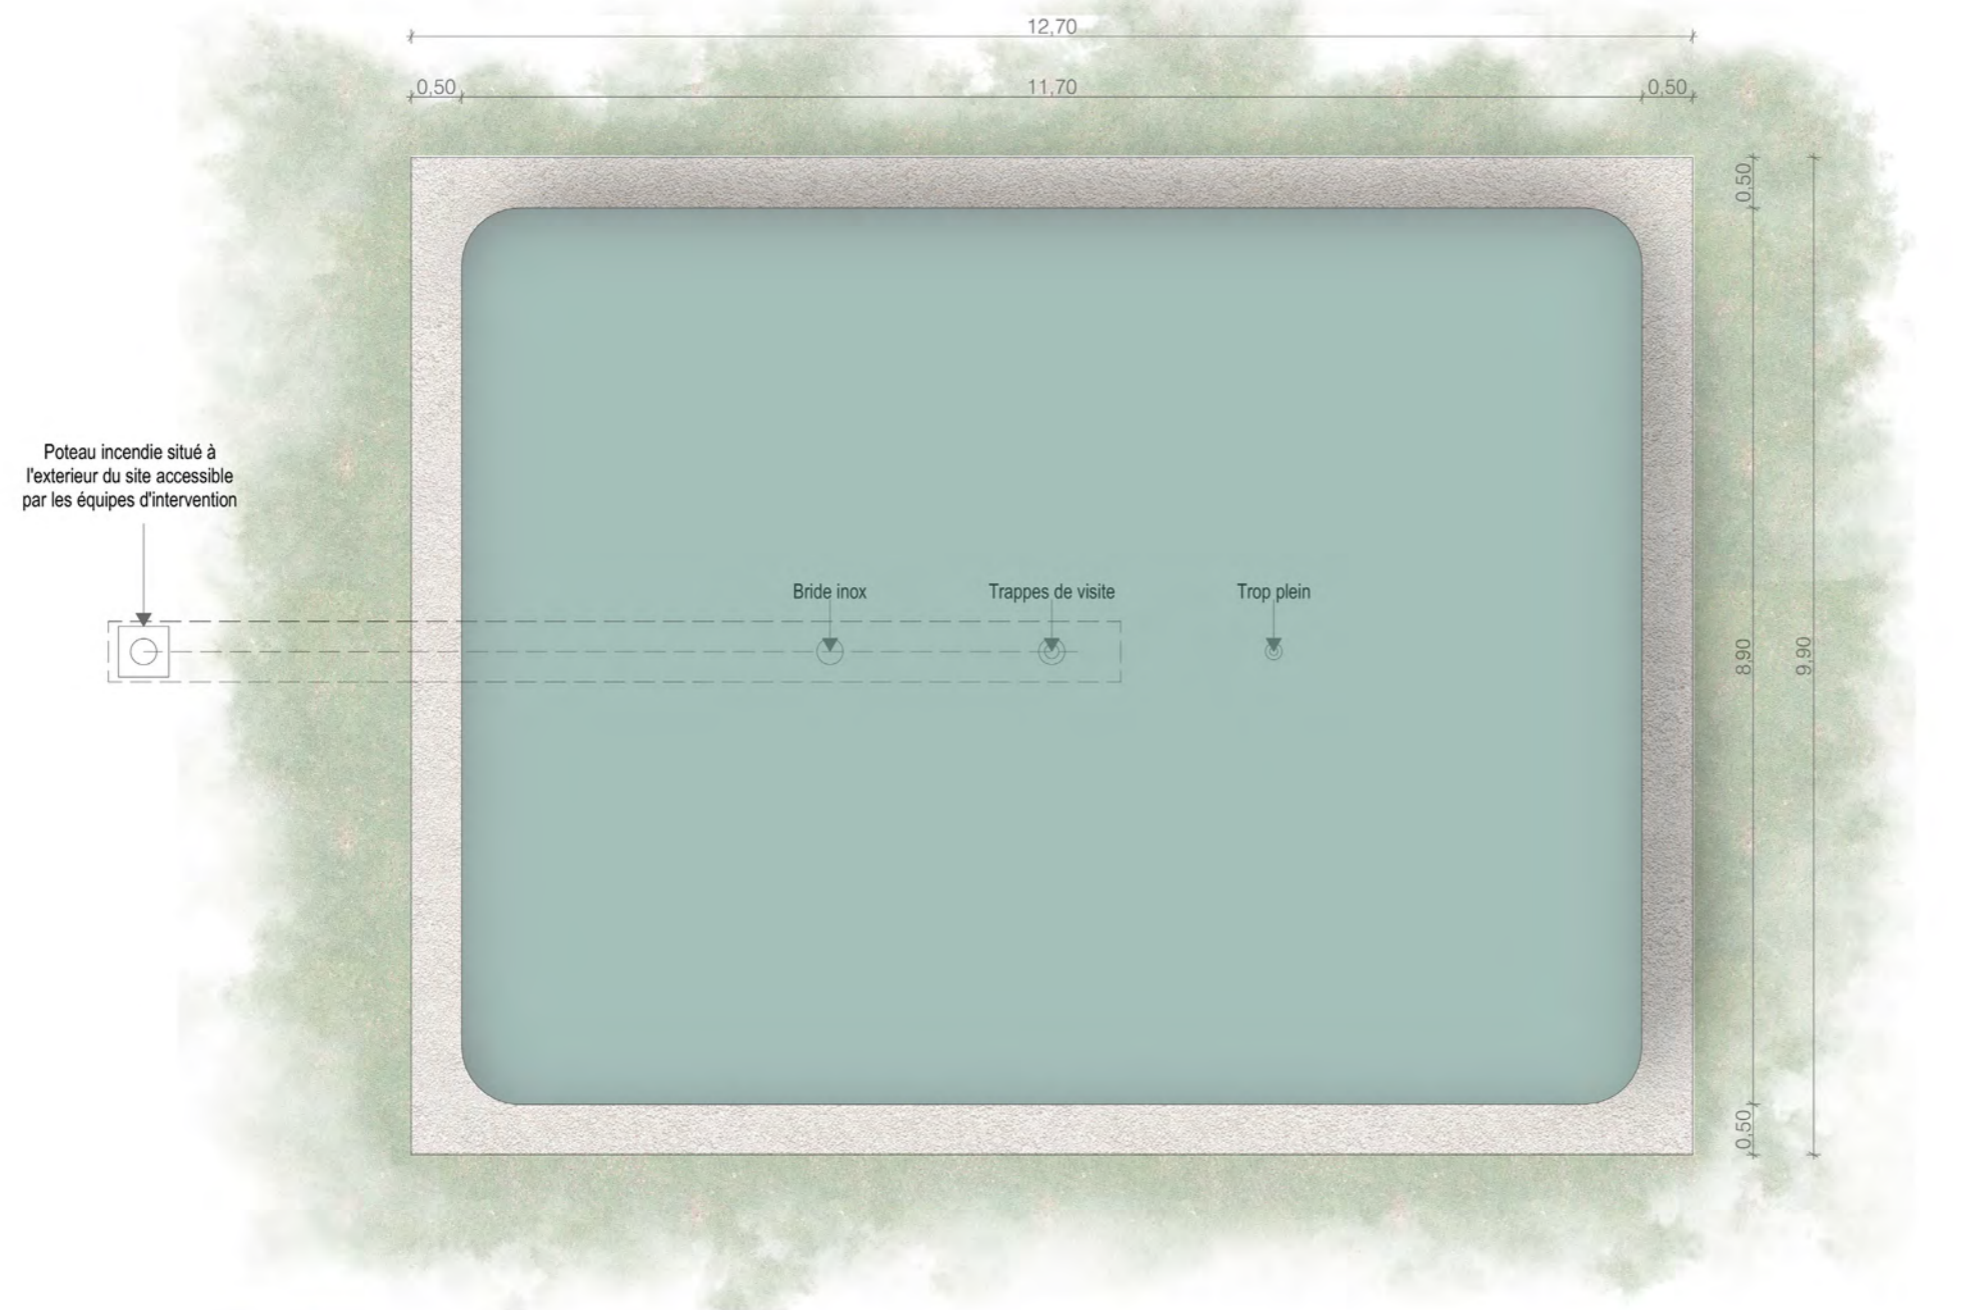 12,70
0,50
11,70
0,50
0,50
Poteau incendie situé à
l'exterieur du site accessible
par les équipes d'intervention
Bride inox
Trappes de visite
Trop plein
8,90
9,90
0,50